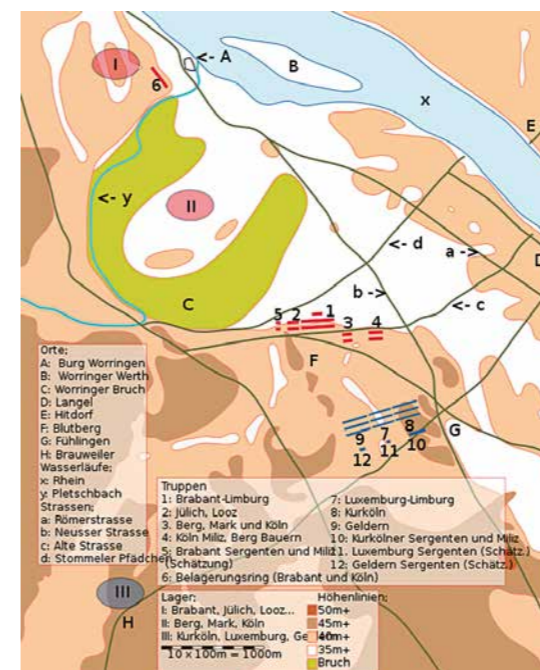 I
6
<- A
B
x
E
<- y
II
<- d
a ->
D
b ->
<- c
C
5 2 1
3 4
F
Orte;
A: Burg Worringen
B: Worringer Werth
C: Worringer Bruch
D: Langel
E: Hitdorf
F: Blutberg
G: Fühlingen
H: Brauweiler
Wasserläufe;
x: Rhein
y: Pletschbach
Strassen;
a: Römerstrasse
b: Neusser Strasse
c: Alte Strasse
d: Stommeler Pfädchen
8
G
9 7 10
12 11
Truppen
1: Brabant-Limburg
2: Jülich, Looz
3: Berg, Mark und Köln
4: Köln Miliz, Berg Bauern
5: Brabant Sergenten und Miliz
(Schätzung)
6: Belagerungsring (Brabant und Köln)
7: Luxemburg-Limburg
8: Kurköln
9: Geldern
10: Kurkölner Sergenten und Miliz
11: Luxemburg Sergenten (Schätz.)
12: Geldern Sergenten (Schätz.)
III
H
Lager;
I: Brabant, Jülich, Looz...
II: Berg, Mark, Köln
III: Kurköln, Luxemburg,
10 x 100m = 1000m
Höhenlinien;
50m+
45m+
40m+
35m+
Bruch